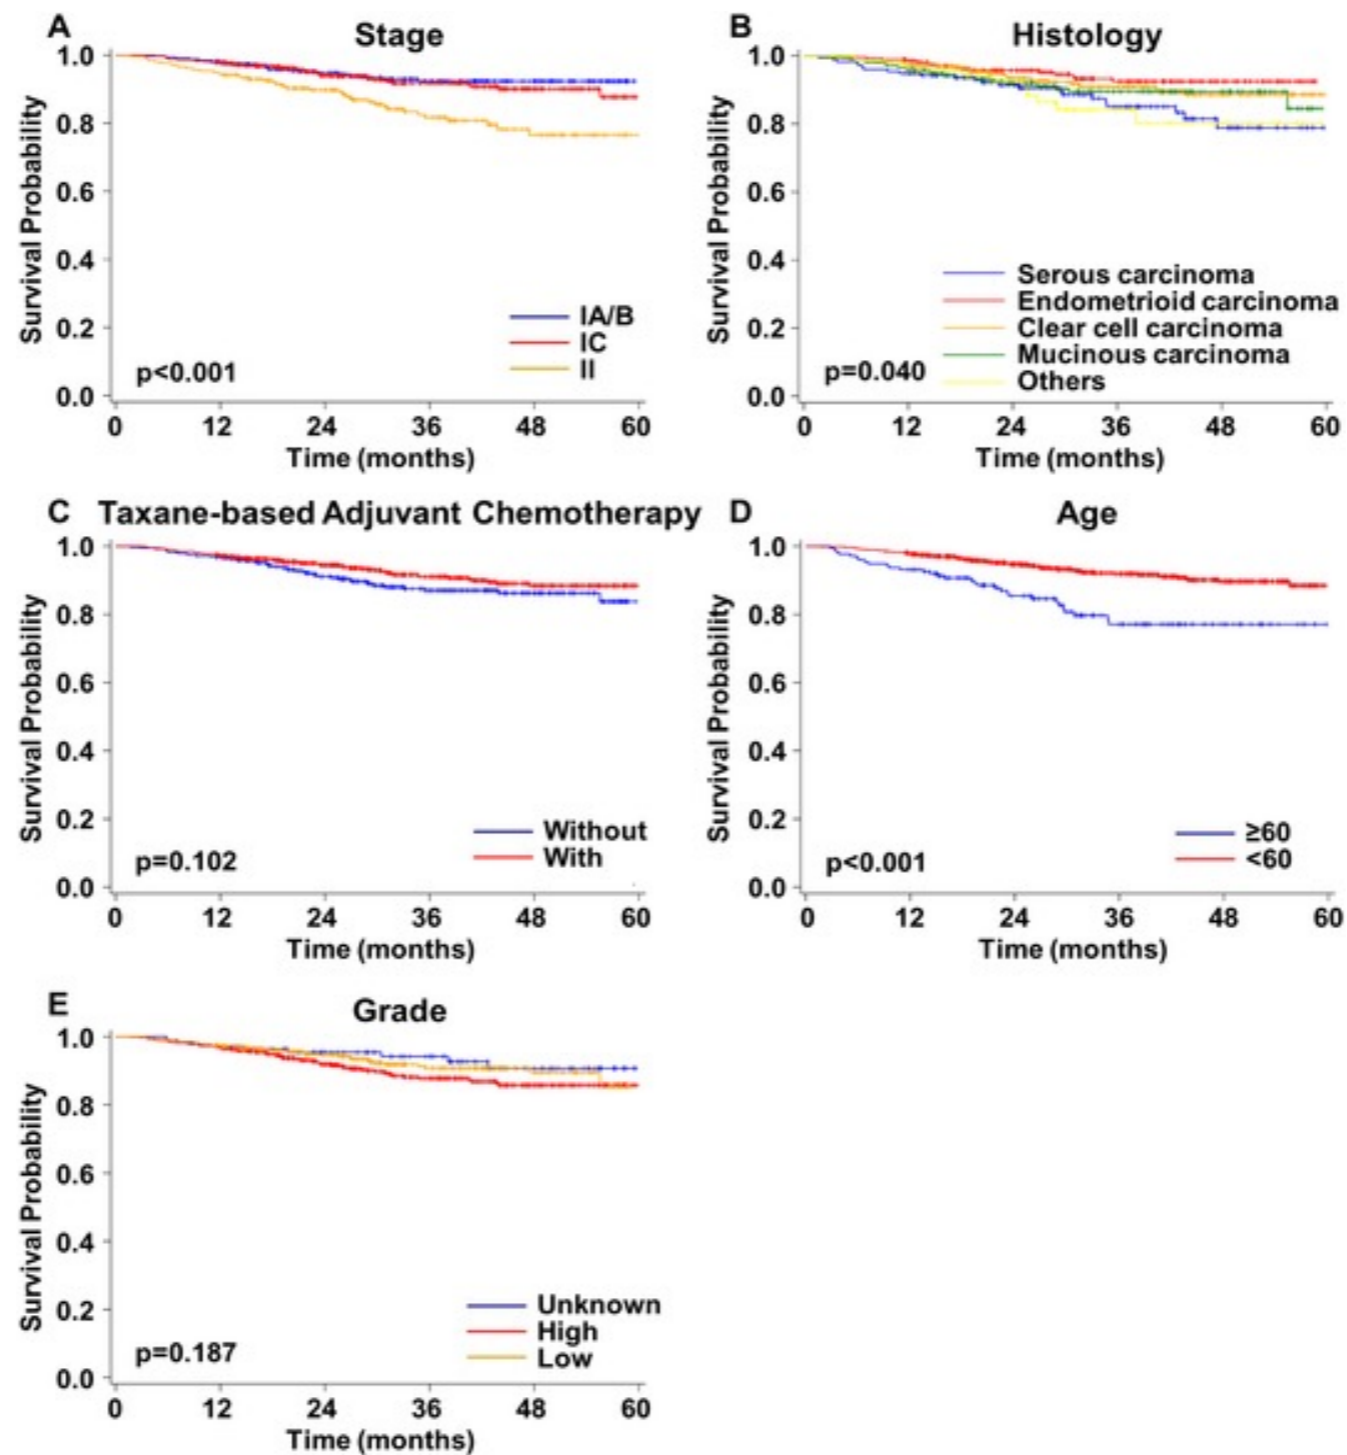 A Stage
Survival Probability
1.0
0.8
0.6
0.4
0.2
0.0
IA/B
IC
II
p<0.001
0 12 24 36 48 60
Time (months)
B Histology
Survival Probability
1.0
0.8
0.6
0.4
0.2
0.0
Serous carcinoma
Endometrioid carcinoma
Clear cell carcinoma
Mucinous carcinoma
Others
p=0.040
0 12 24 36 48 60
Time (months)
C Taxane-based Adjuvant Chemotherapy
Survival Probability
1.0
0.8
0.6
0.4
0.2
0.0
Without
With
p=0.102
0 12 24 36 48 60
Time (months)
D Age
Survival Probability
1.0
0.8
0.6
0.4
0.2
0.0
≥60
<60
p<0.001
0 12 24 36 48 60
Time (months)
E Grade
Survival Probability
1.0
0.8
0.6
0.4
0.2
0.0
Unknown
High
Low
p=0.187
0 12 24 36 48 60
Time (months)